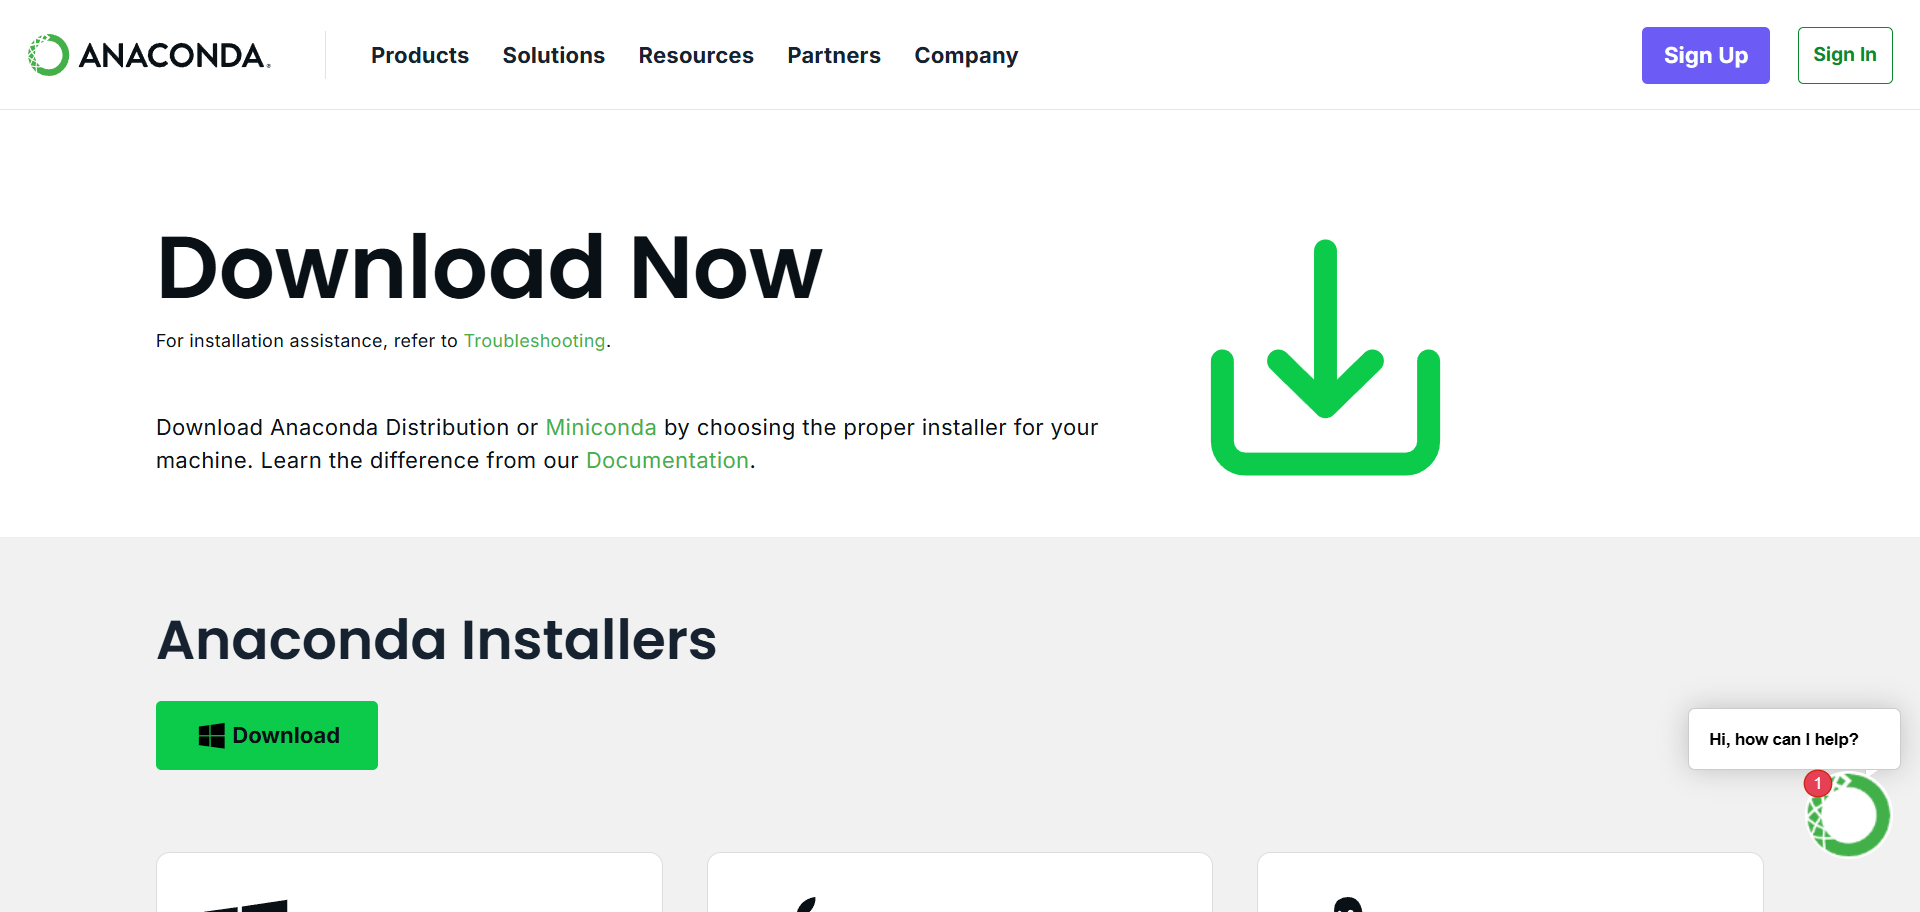 ANACONDA.
Products
Solutions
Resources
Partners
Company
Sign Up
Sign In
Download Now
For installation assistance, refer to Troubleshooting.
Download Anaconda Distribution or Miniconda by choosing the proper installer for your
machine. Learn the difference from our Documentation.
Anaconda Installers
Download
Hi, how can I help?
1